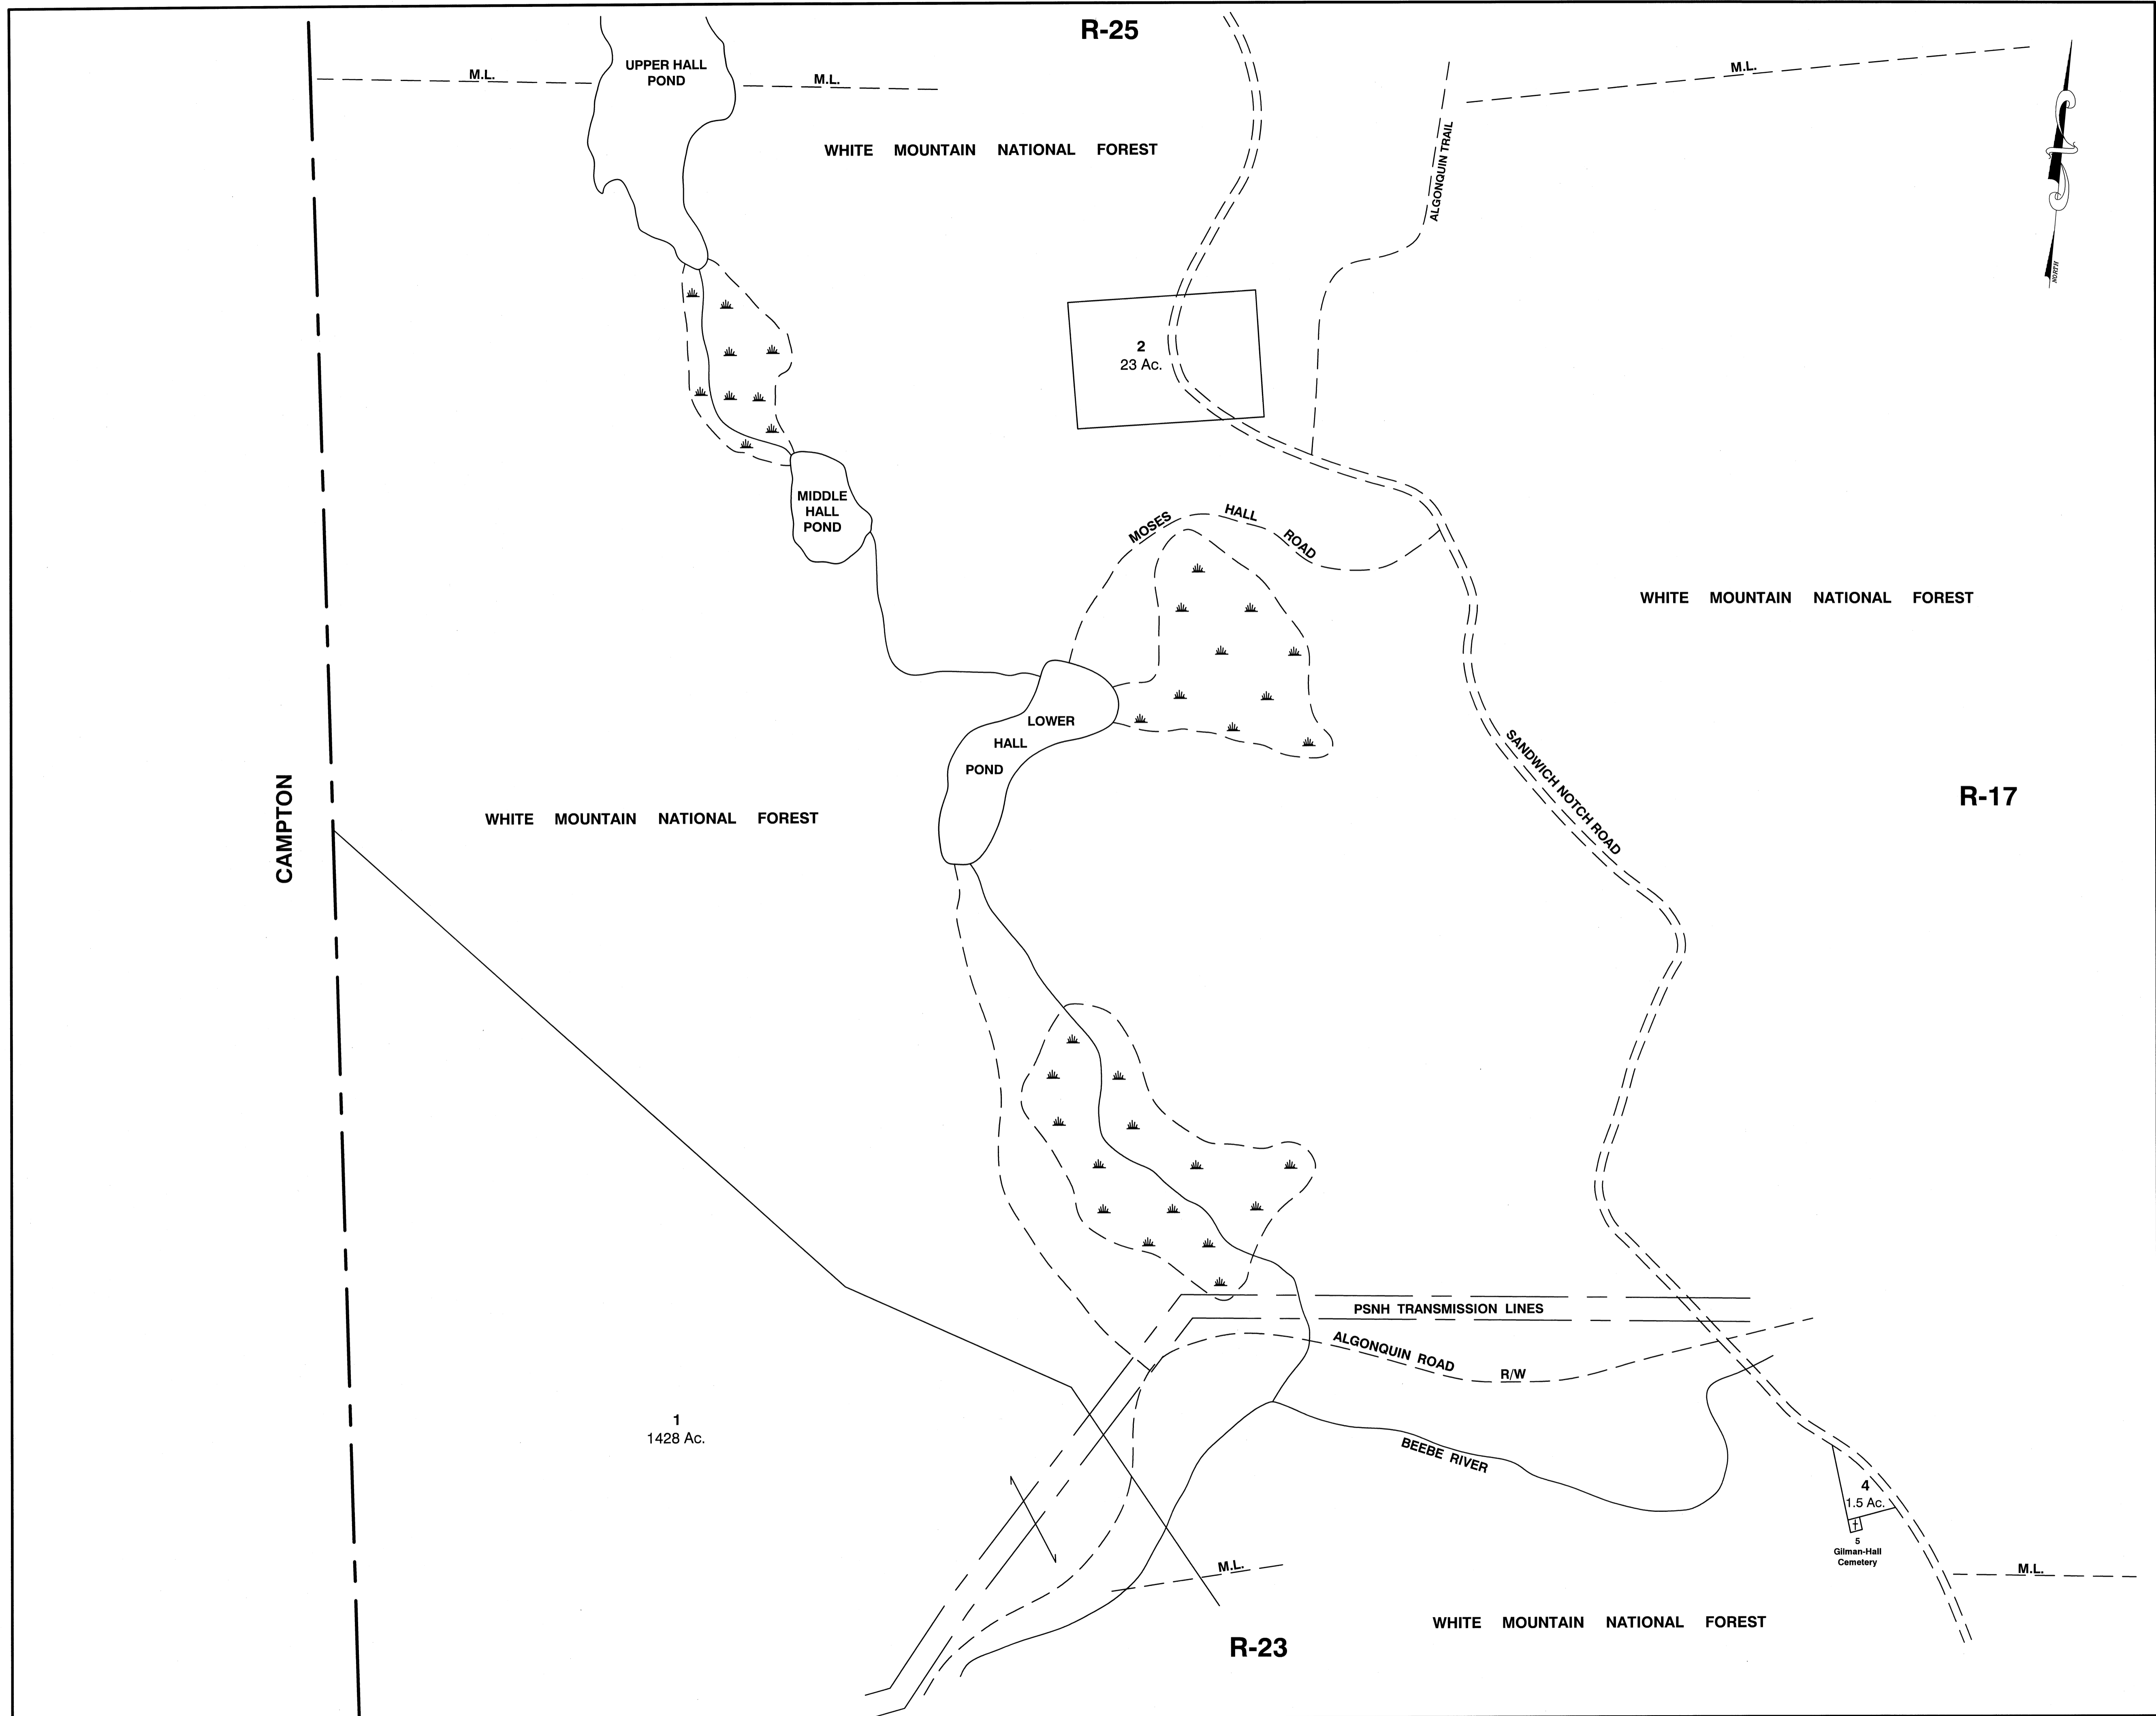 R-25
UPPER HALL
POND
M.L.
M.L.
M.L.
WHITE MOUNTAIN NATIONAL FOREST
ALGONQUIN TRAIL
NORTH
2
23 Ac.
MIDDLE
HALL
POND
MOSES HALL ROAD
WHITE MOUNTAIN NATIONAL FOREST
LOWER
HALL
POND
SANDWICH NOTCH ROAD
R-17
CAMPTON
WHITE MOUNTAIN NATIONAL FOREST
PSNH TRANSMISSION LINES
ALGONQUIN ROAD
R/W
1
1428 Ac.
BEEBE RIVER
4
1.5 Ac.
5
Gilman-Hall
Cemetery
M.L.
M.L.
WHITE MOUNTAIN NATIONAL FOREST
R-23